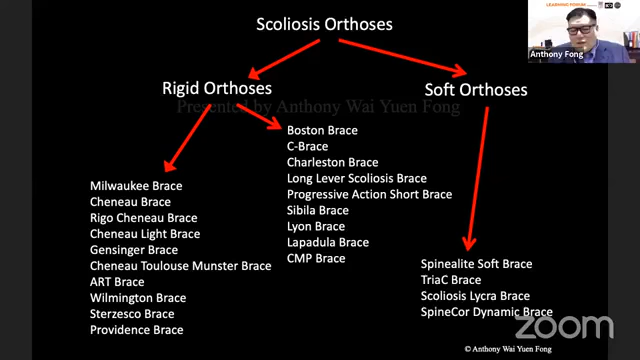 LEARNING FORUM
Anthony Fong
Scoliosis Orthoses
Rigid Orthoses
Soft Orthoses
Presented by Anthony Wai Yuen Fong
Boston Brace
C-Brace
Charleston Brace
Long Lever Scoliosis Brace
Progressive Action Short Brace
Sibila Brace
Lyon Brace
Lapadula Brace
CMP Brace
Milwaukee Brace
Cheneau Brace
Rigo Cheneau Brace
Cheneau Light Brace
Gensinger Brace
Cheneau Toulouse Munster Brace
ART Brace
Wilmington Brace
Sterzesco Brace
Providence Brace
Spinealite Soft Brace
TriaC Brace
Scoliosis Lycra Brace
SpineCor Dynamic Brace
zoom
© Anthony Wai Yuen Fong